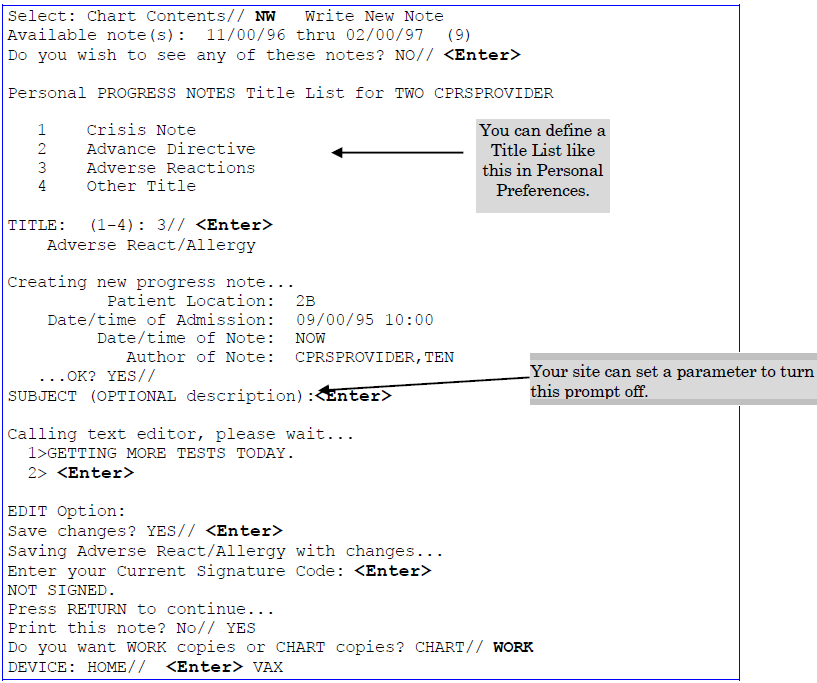 Select: Chart Contents// NW   Write New Note
Available note(s):  11/00/96 thru 02/00/97  (9)
Do you wish to see any of these notes? NO// <Enter>
Personal PROGRESS NOTES Title List for TWO CPRSPROVIDER
1    Crisis Note
2    Advance Directive
3    Adverse Reactions
4    Other Title
You can define a
Title List like
this in Personal
Preferences.
TITLE:  (1-4): 3// <Enter>
Adverse React/Allergy
Creating new progress note...
Patient Location:  2B
Date/time of Admission:  09/00/95 10:00
Date/time of Note:  NOW
Author of Note:  CPRSPROVIDER,TEN
...OK? YES//
SUBJECT (OPTIONAL description):<Enter>
Your site can set a parameter to turn
this prompt off.
Calling text editor, please wait...
1>GETTING MORE TESTS TODAY.
2> <Enter>
EDIT Option:
Save changes? YES// <Enter>
Saving Adverse React/Allergy with changes...
Enter your Current Signature Code: <Enter>
NOT SIGNED.
Press RETURN to continue...
Print this note? No// YES
Do you want WORK copies or CHART copies? CHART// WORK
DEVICE: HOME//  <Enter> VAX